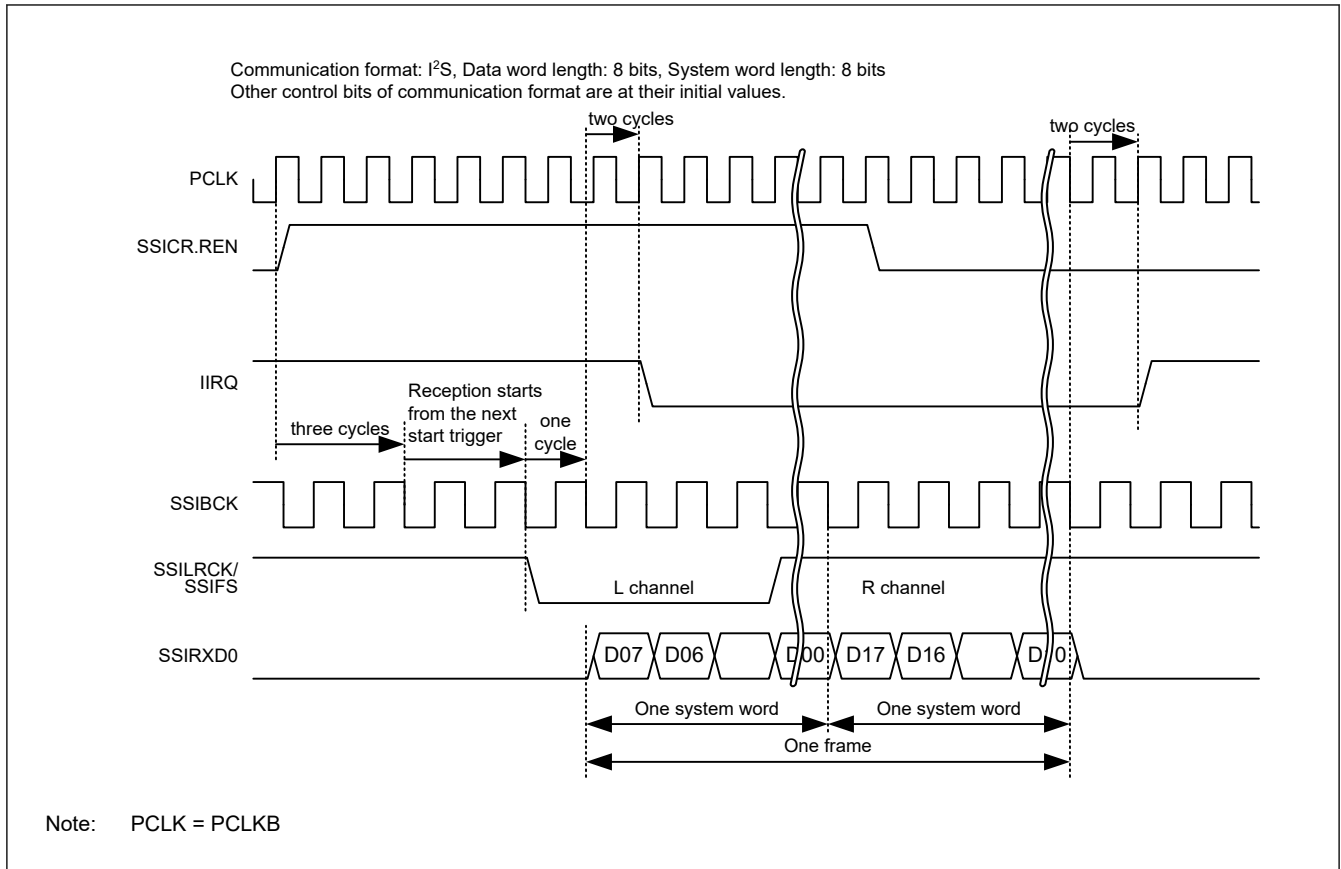 Communication format: I²S, Data word length: 8 bits, System word length: 8 bits
Other control bits of communication format are at their initial values.
two cycles
two cycles
PCLK
SSICR.REN
IIRQ
Reception starts
from the next
start trigger
three cycles
one
cycle
SSIBCK
SSILRCK/
SSIFS
L channel
R channel
SSIRXD0
D07
D06
D00
D17
D16
One system word
One system word
One frame
Note: PCLK = PCLKB